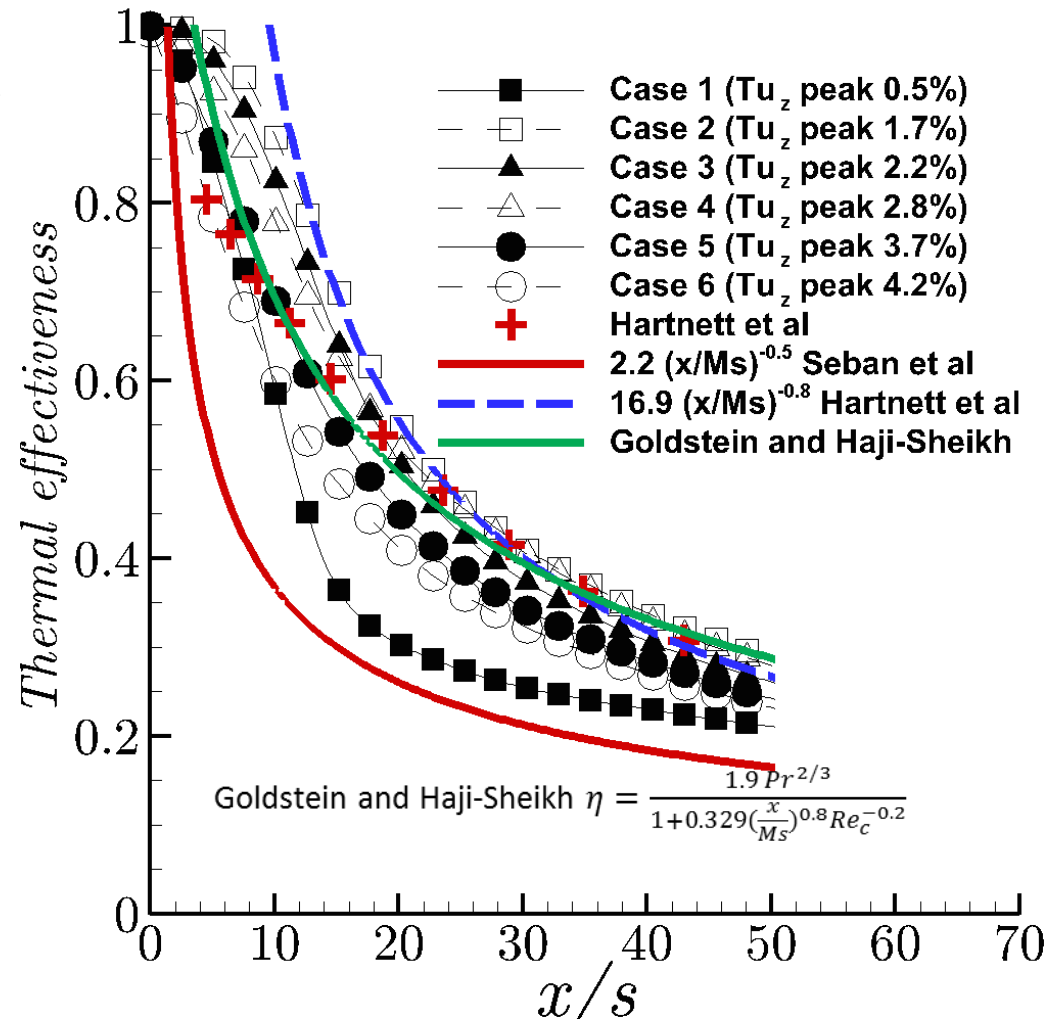 Thermal effectiveness
1
0.8
0.6
0.4
0.2
0
Case 1 (Tu z peak 0.5%)
Case 2 (Tu z peak 1.7%)
Case 3 (Tu z peak 2.2%)
Case 4 (Tu z peak 2.8%)
Case 5 (Tu z peak 3.7%)
Case 6 (Tu z peak 4.2%)
Hartnett et al
2.2 (x/Ms)^-0.5 Seban et al
16.9 (x/Ms)^-0.8 Hartnett et al
Goldstein and Haji-Sheikh
Goldstein and Haji-Sheikh η = 1.9 Pr^2/3 / 1+0.329(x/Ms)^0.8 Re_c^-0.2
0 10 20 30 40 50 60 70
x/s